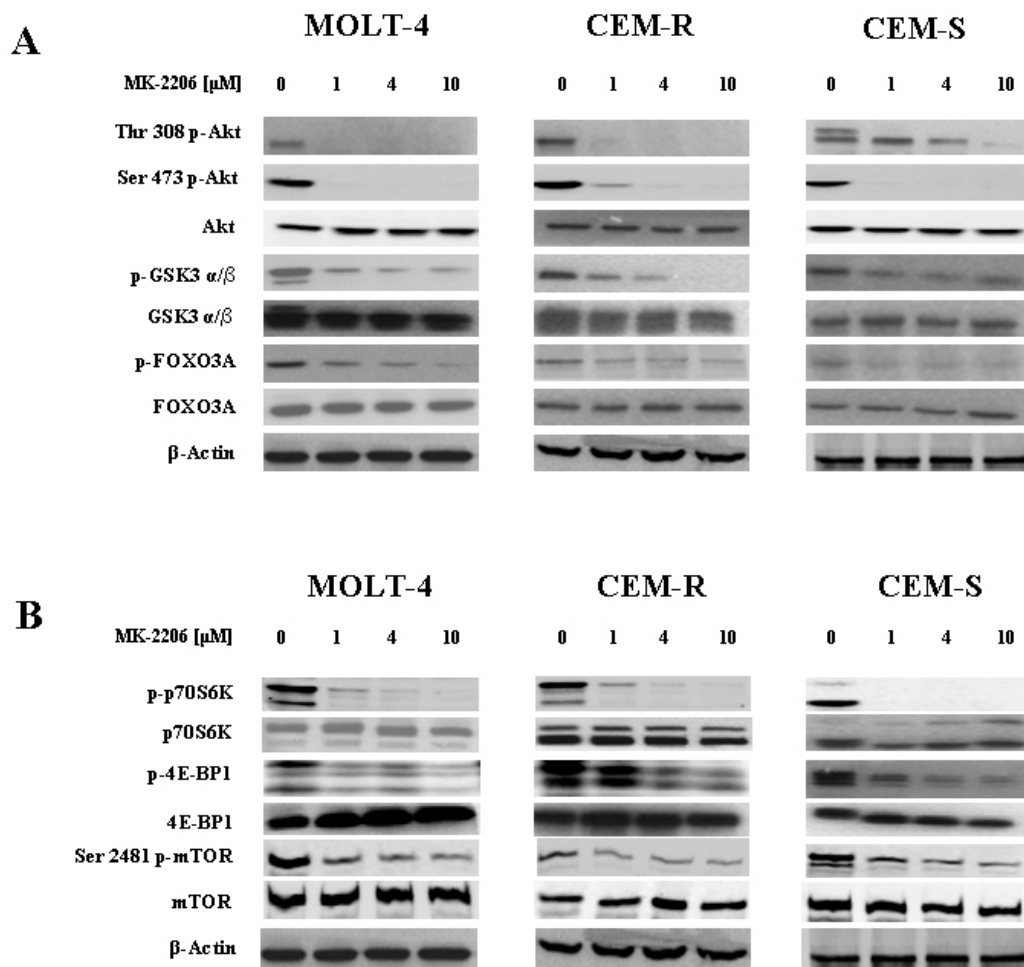 A
MOLT-4 CEM-R CEM-S
MK-2206 [µM] 0 1 4 10 0 1 4 10 0 1 4 10
Thr 308 p-Akt
Ser 473 p-Akt
Akt
p-GSK3 α/β
GSK3 α/β
p-FOXO3A
FOXO3A
β-Actin
B
MOLT-4 CEM-R CEM-S
MK-2206 [µM] 0 1 4 10 0 1 4 10 0 1 4 10
p-p70S6K
p70S6K
p-4E-BP1
4E-BP1
Ser 2481 p-mTOR
mTOR
β-Actin